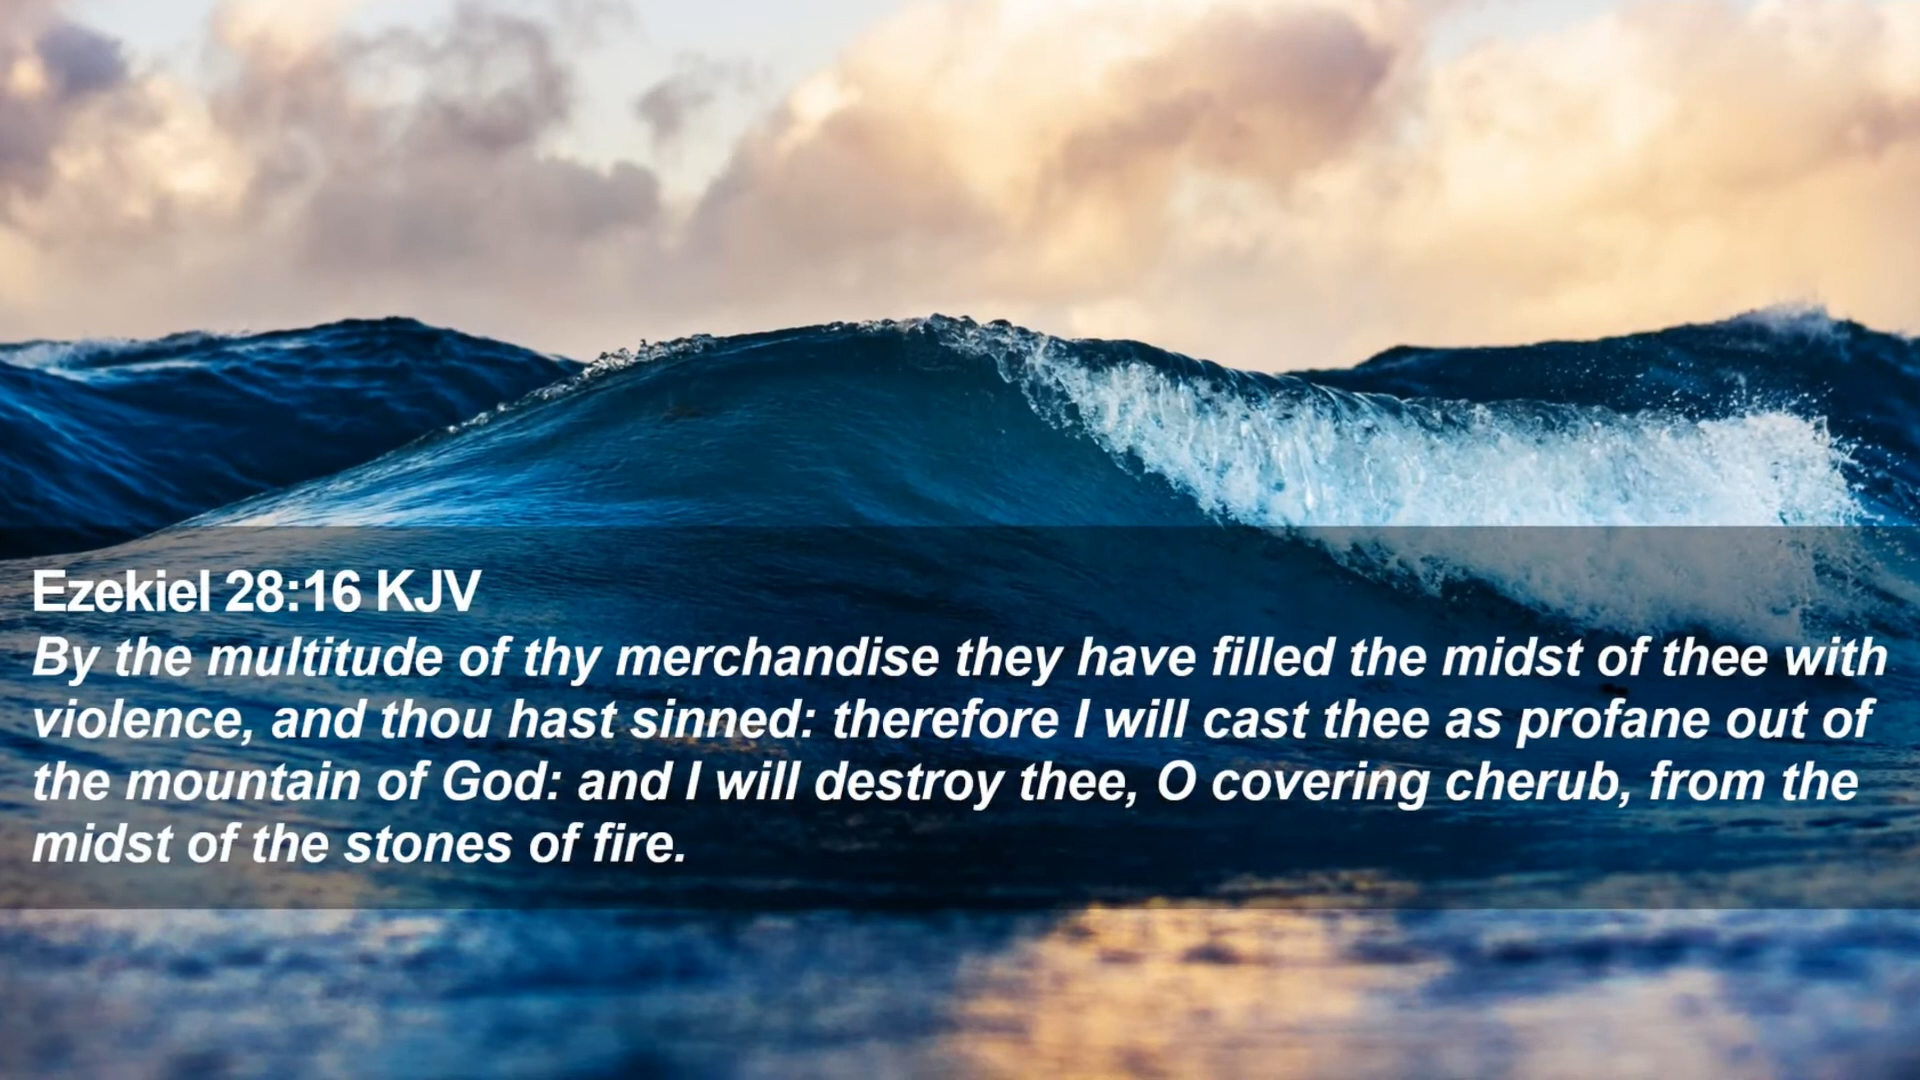 Ezekiel 28:16 KJV
By the multitude of thy merchandise they have filled the midst of thee with
violence, and thou hast sinned: therefore I will cast thee as profane out of
the mountain of God: and I will destroy thee, O covering cherub, from the
midst of the stones of fire.